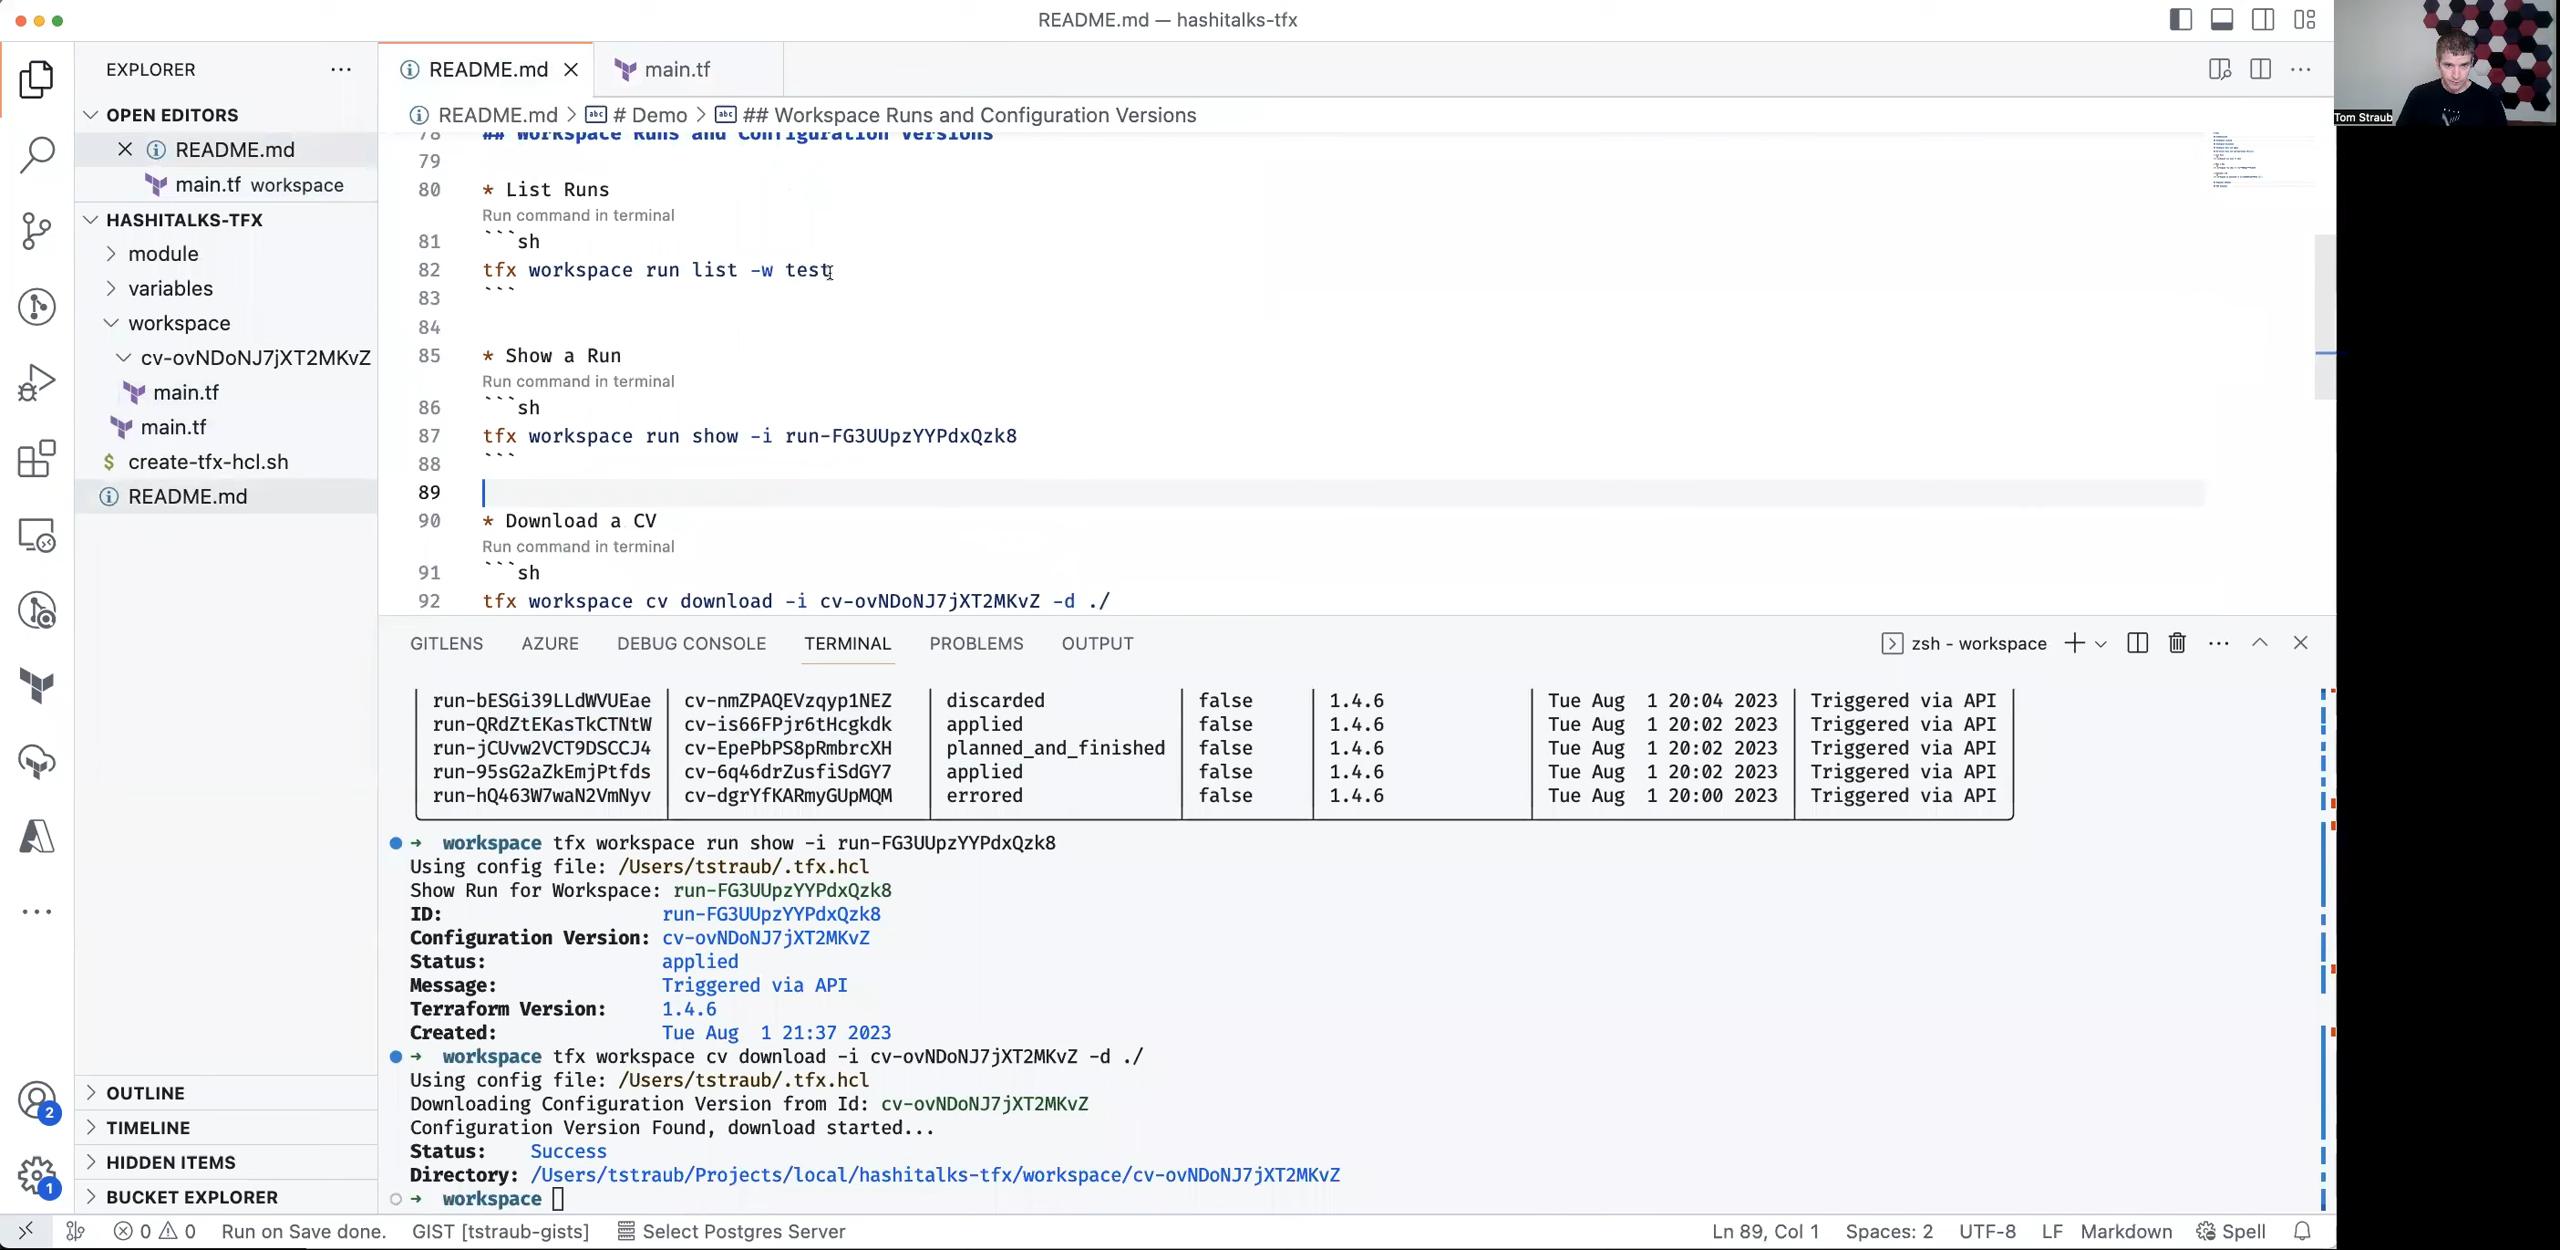 README.md — hashitalks-tfx
Tom Straub
EXPLORER
OPEN EDITORS
README.md
main.tf workspace
HASHITALKS-TFX
module
variables
workspace
cv-ovNDoNJ7jXT2MKvZ
main.tf
main.tf
$ create-tfx-hcl.sh
README.md
OUTLINE
TIMELINE
HIDDEN ITEMS
BUCKET EXPLORER
2
1
README.md
main.tf
README.md > # Demo > ## Workspace Runs and Configuration Versions
78 ## Workspace Runs and Configuration Versions
79
80 * List Runs
Run command in terminal
81 ```sh
82 tfx workspace run list -w test
83 ```
84
85 * Show a Run
Run command in terminal
86 ```sh
87 tfx workspace run show -i run-FG3UUpzYYPdxQzk8
88 ```
89
90 * Download a CV
Run command in terminal
91 ```sh
92 tfx workspace cv download -i cv-ovNDoNJ7jXT2MKvZ -d ./
GITLENS AZURE DEBUG CONSOLE TERMINAL PROBLEMS OUTPUT
zsh - workspace
run-bESGi39LLdWVUEae cv-nmZPAQEVzqyp1NEZ discarded false 1.4.6 Tue Aug 1 20:04 2023 Triggered via API
run-QRdZtEKasTkCTNtW cv-is66FPjr6tHcgkdk applied false 1.4.6 Tue Aug 1 20:02 2023 Triggered via API
run-jCUvw2VCT9DSCCJ4 cv-EpePbPS8pRmbrcXH planned_and_finished false 1.4.6 Tue Aug 1 20:02 2023 Triggered via API
run-95sG2aZkEmjPtfds cv-6q46drZusfiSdGY7 applied false 1.4.6 Tue Aug 1 20:02 2023 Triggered via API
run-hQ463W7waN2VmNyv cv-dgrYfKARmyGUpMQM errored false 1.4.6 Tue Aug 1 20:00 2023 Triggered via API
➜ workspace tfx workspace run show -i run-FG3UUpzYYPdxQzk8
Using config file: /Users/tstraub/.tfx.hcl
Show Run for Workspace: run-FG3UUpzYYPdxQzk8
ID: run-FG3UUpzYYPdxQzk8
Configuration Version: cv-ovNDoNJ7jXT2MKvZ
Status: applied
Message: Triggered via API
Terraform Version: 1.4.6
Created: Tue Aug 1 21:37 2023
➜ workspace tfx workspace cv download -i cv-ovNDoNJ7jXT2MKvZ -d ./
Using config file: /Users/tstraub/.tfx.hcl
Downloading Configuration Version from Id: cv-ovNDoNJ7jXT2MKvZ
Configuration Version Found, download started...
Status: Success
Directory: /Users/tstraub/Projects/local/hashitalks-tfx/workspace/cv-ovNDoNJ7jXT2MKvZ
➜ workspace
0 0 Run on Save done. GIST [tstraub-gists] Select Postgres Server Ln 89, Col 1 Spaces: 2 UTF-8 LF Markdown Spell